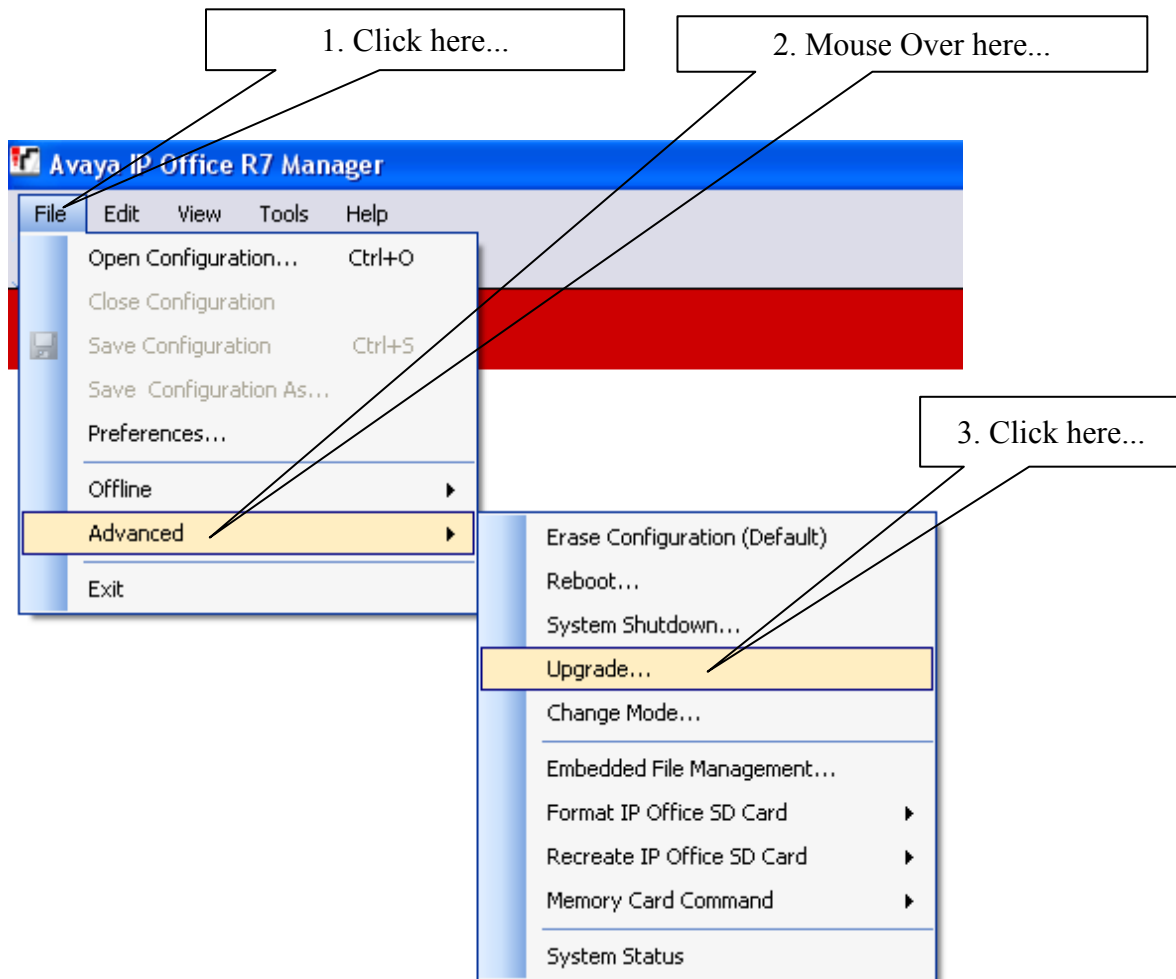 1. Click here...
2. Mouse Over here...
Avaya IP Office R7 Manager
File Edit View Tools Help
Open Configuration... Ctrl+O
Close Configuration
Save Configuration Ctrl+S
Save Configuration As...
Preferences...
3. Click here...
Offline
Advanced
Exit
Erase Configuration (Default)
Reboot...
System Shutdown...
Upgrade...
Change Mode...
Embedded File Management...
Format IP Office SD Card
Recreate IP Office SD Card
Memory Card Command
System Status